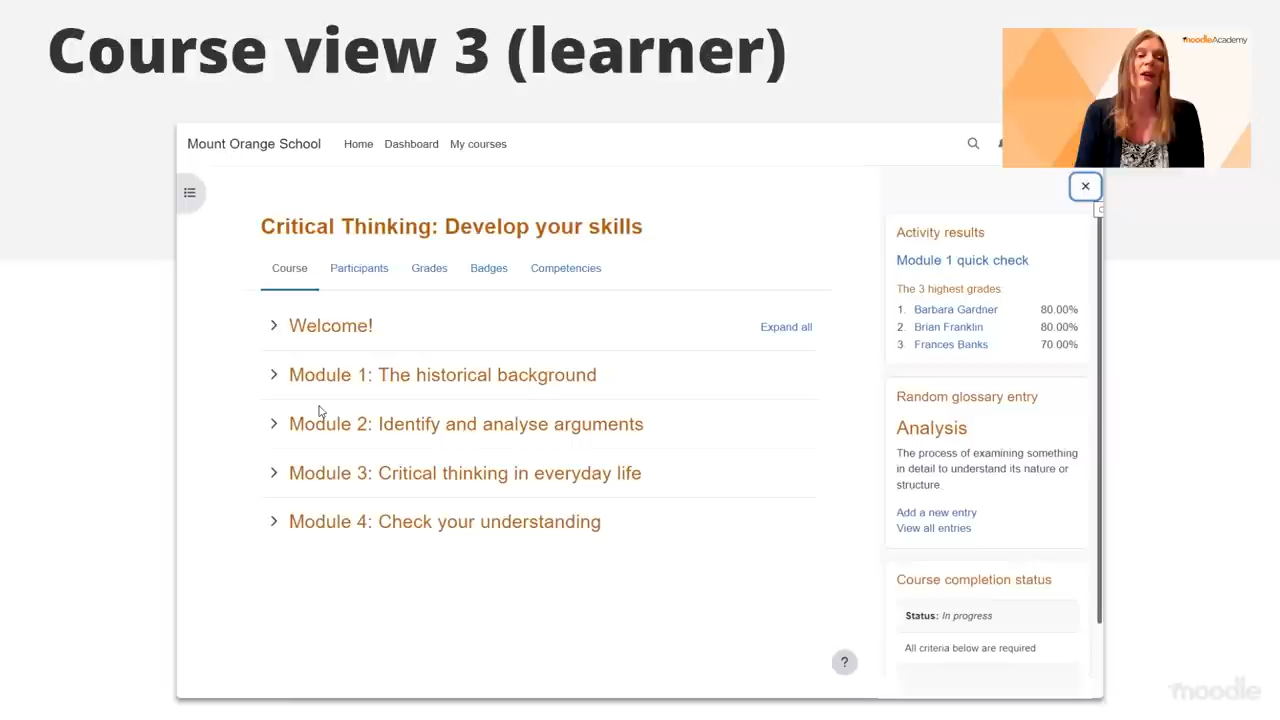 Course view 3 (learner)
moodleAcademy
Mount Orange School
Home
Dashboard
My courses
Critical Thinking: Develop your skills
Course
Participants
Grades
Badges
Competencies
Welcome!
Expand all
Module 1: The historical background
Module 2: Identify and analyse arguments
Module 3: Critical thinking in everyday life
Module 4: Check your understanding
Activity results
Module 1 quick check
The 3 highest grades:
1. Barbara Gardner 80.00%
2. Brian Franklin 80.00%
3. Frances Banks 70.00%
Random glossary entry
Analysis
The process of examining something
in detail to understand its nature or
structure.
Add a new entry
View all entries
Course completion status
Status: In progress
All criteria below are required
?
moodle